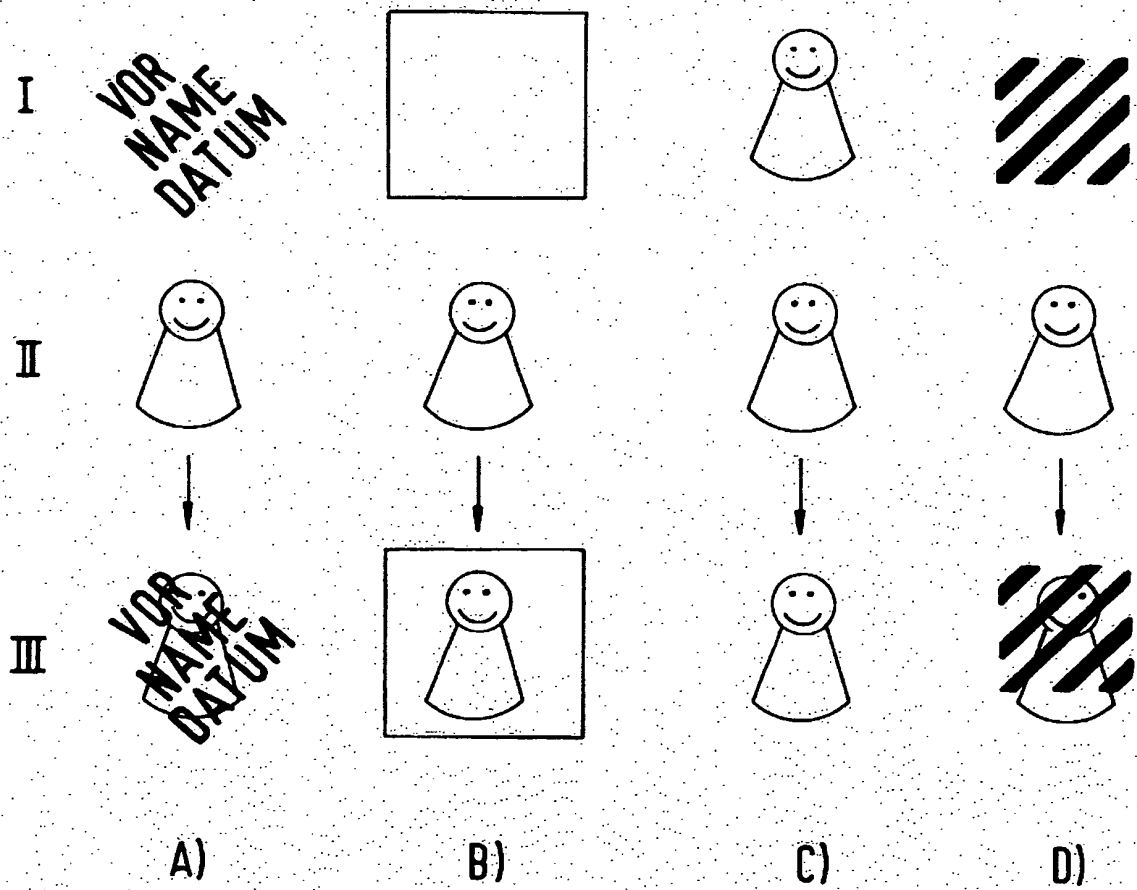 I
VOR
NAME
DATUM
II
III
VOR
NAME
DATUM
A) B) C) D)